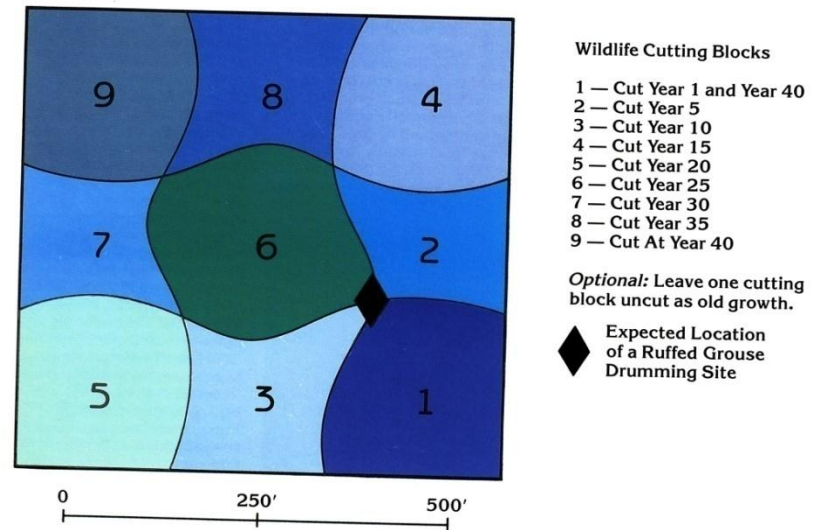 9
8
4
7
6
2
5
3
1
0 250' 500'
Wildlife Cutting Blocks
1 — Cut Year 1 and Year 40
2 — Cut Year 5
3 — Cut Year 10
4 — Cut Year 15
5 — Cut Year 20
6 — Cut Year 25
7 — Cut Year 30
8 — Cut Year 35
9 — Cut At Year 40
Optional: Leave one cutting
block uncut as old growth.
Expected Location
of a Ruffed Grouse
Drumming Site